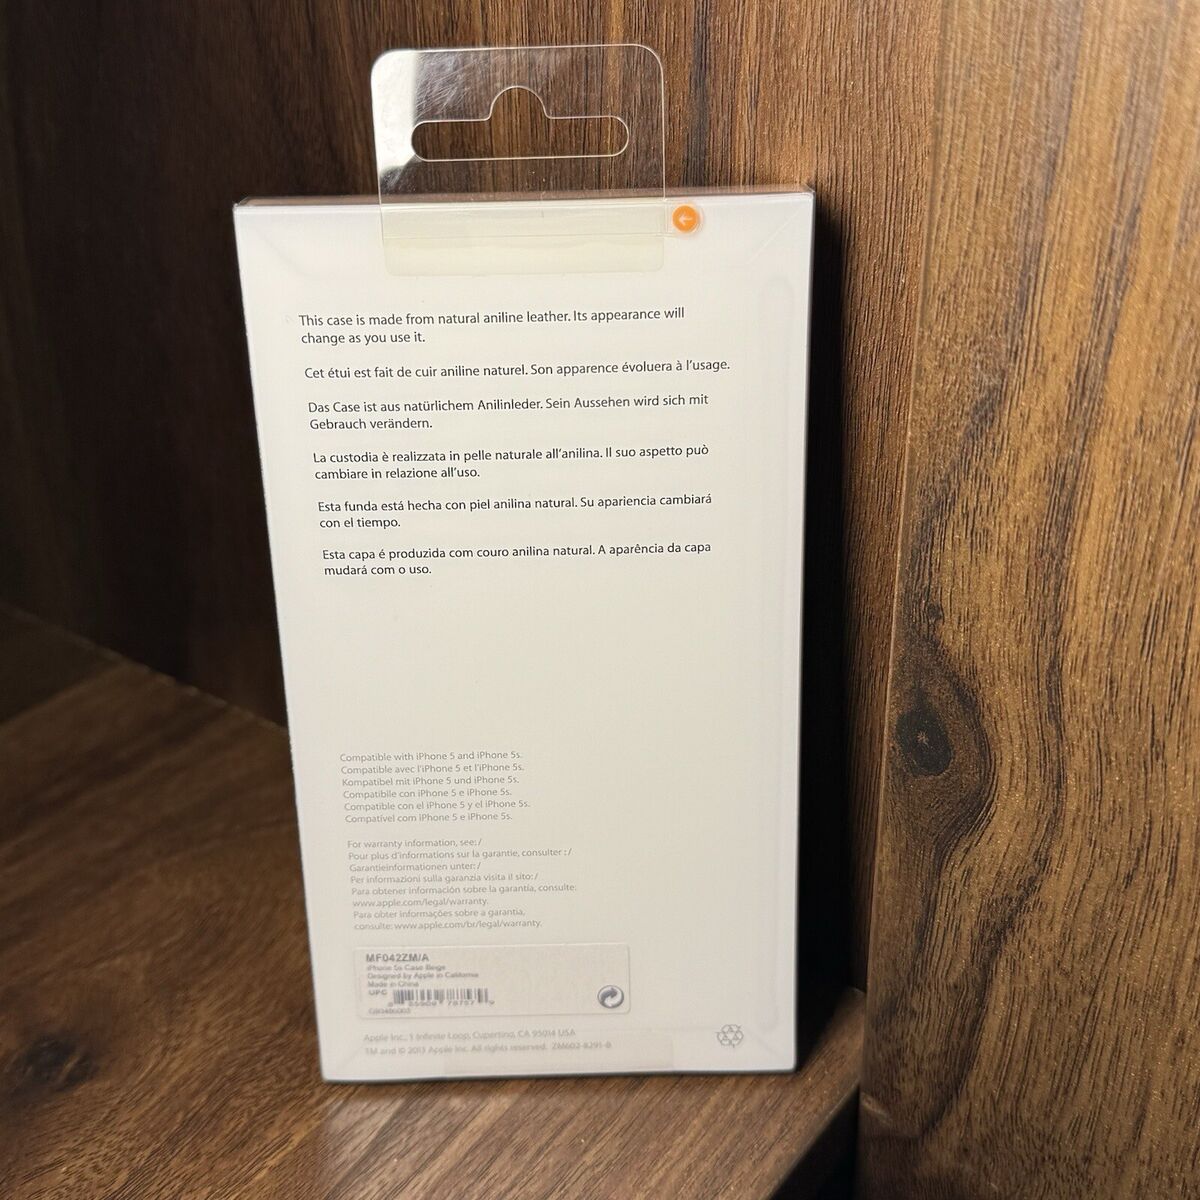 This case is made from natural aniline leather. Its appearance will
change as you use it.
Cet étui est fait de cuir aniline naturel. Son apparence évoluera à l'usage.
Das Case ist aus natürlichem Anilinleder. Sein Aussehen wird sich mit
Gebrauch verändern.
La custodia è realizzata in pelle naturale all'anilina. Il suo aspetto può
cambiare in relazione all'uso.
Esta funda está hecha con piel anilina natural. Su apariencia cambiará
con el tiempo.
Esta capa é produzida com couro anilina natural. A aparência da capa
mudará com o uso.
Compatible with iPhone 5 and iPhone 5s.
Compatible avec l'iPhone 5 et l'iPhone 5s.
Kompatibel mit iPhone 5 und iPhone 5s.
Compatibile con iPhone 5 e iPhone 5s.
Compatible con el iPhone 5 y el iPhone 5s.
Compatível com iPhone 5 e iPhone 5s.
For warranty information, see:/
Pour plus d'informations sur la garantie, consulter :/
Garantieinformationen unter:/
Per informazioni sulla garanzia visita il sito:/
Para obtener información sobre la garantía, consulte:
www.apple.com/legal/warranty.
Para obter informações sobre a garantia,
consulte: www.apple.com/br/legal/warranty.
MF042ZM/A
iPhone 5s Case Beige
Designed by Apple in California
Made in China
UPC
Apple Inc., 1 Infinite Loop, Cupertino, CA 95014 USA
TM and © 2013 Apple Inc. All rights reserved. ZM602-8291-B